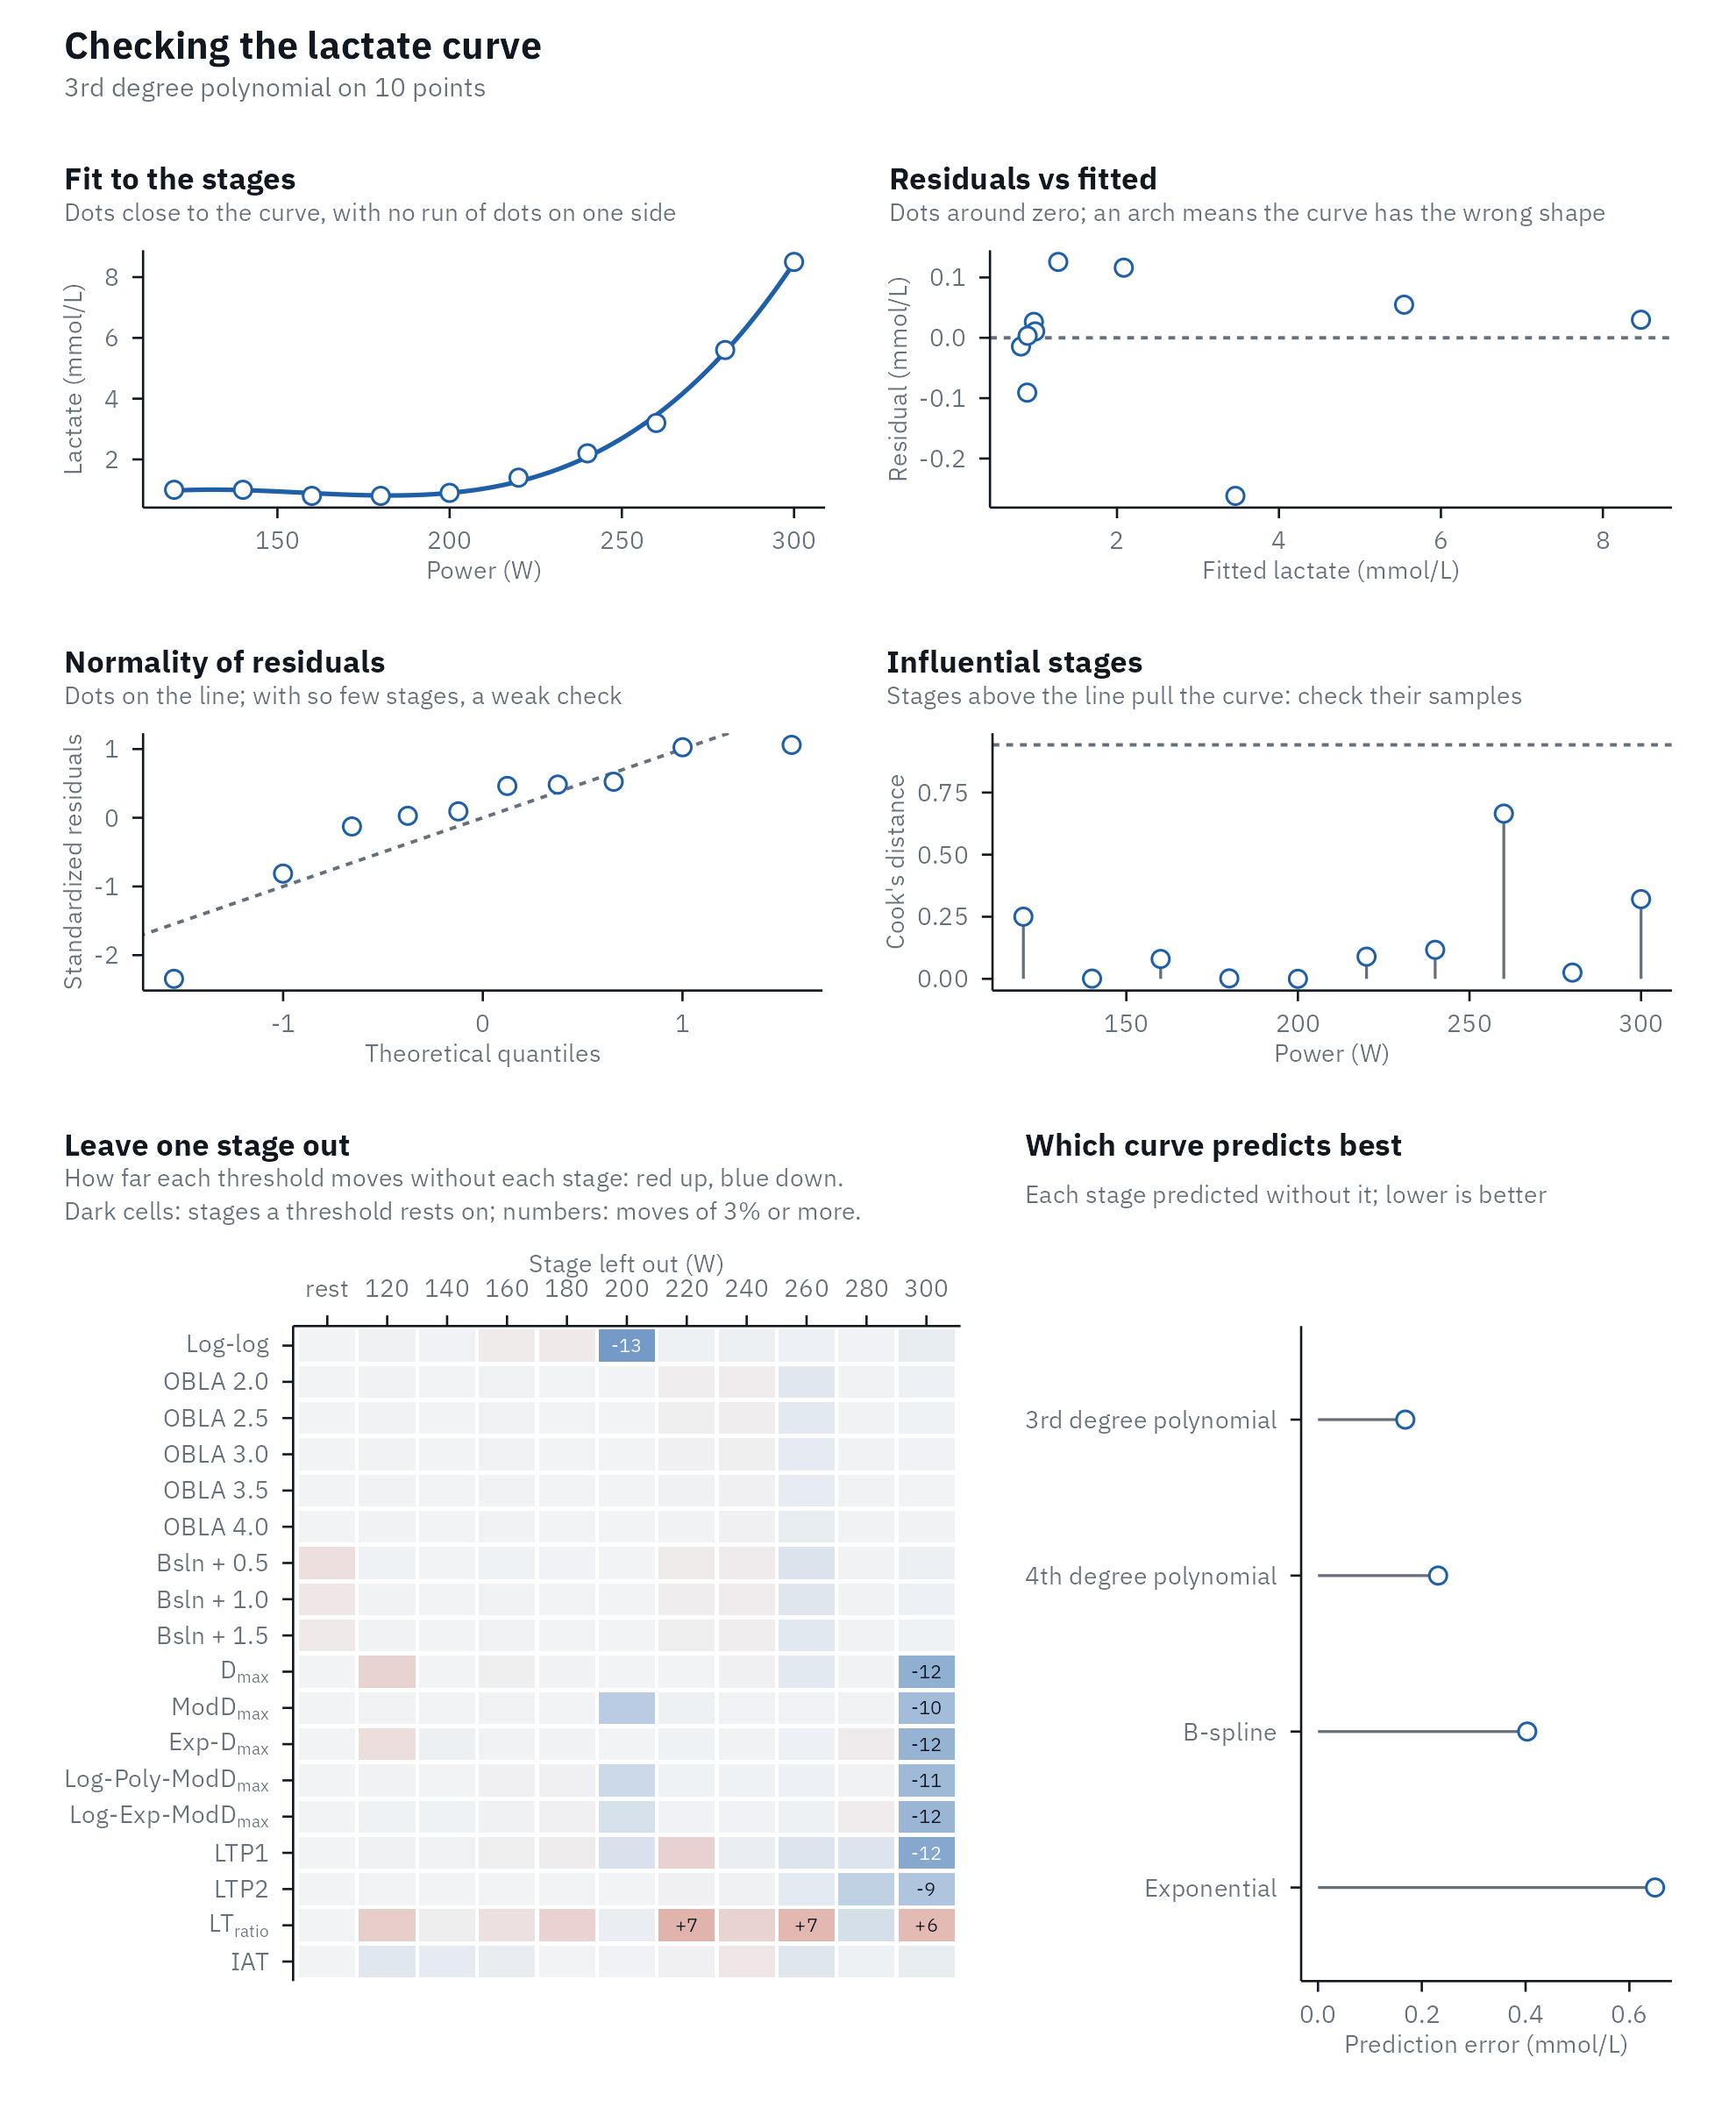 Checking the lactate curve
3rd degree polynomial on 10 points
Fit to the stages
Dots close to the curve, with no run of dots on one side
Lactate (mmol/L)
8
6
4
2
150 200 250 300
Power (W)
Residuals vs fitted
Dots around zero; an arch means the curve has the wrong shape
Residual (mmol/L)
0.1
0.0
-0.1
-0.2
2 4 6 8
Fitted lactate (mmol/L)
Normality of residuals
Dots on the line; with so few stages, a weak check
Standardized residuals
1
0
-1
-2
-1 0 1
Theoretical quantiles
Influential stages
Stages above the line pull the curve: check their samples
Cook's distance
0.75
0.50
0.25
0.00
150 200 250 300
Power (W)
Leave one stage out
How far each threshold moves without each stage: red up, blue down.
Dark cells: stages a threshold rests on; numbers: moves of 3% or more.
Stage left out (W)
rest 120 140 160 180 200 220 240 260 280 300
Log-log -13
OBLA 2.0
OBLA 2.5
OBLA 3.0
OBLA 3.5
OBLA 4.0
Bsln + 0.5
Bsln + 1.0
Bsln + 1.5
Dmax -12
ModDmax -10
Exp-Dmax -12
Log-Poly-ModDmax -11
Log-Exp-ModDmax -12
LTP1 -12
LTP2 -9
LTratio +7 +7 +6
IAT
Which curve predicts best
Each stage predicted without it; lower is better
3rd degree polynomial
4th degree polynomial
B-spline
Exponential
0.0 0.2 0.4 0.6
Prediction error (mmol/L)